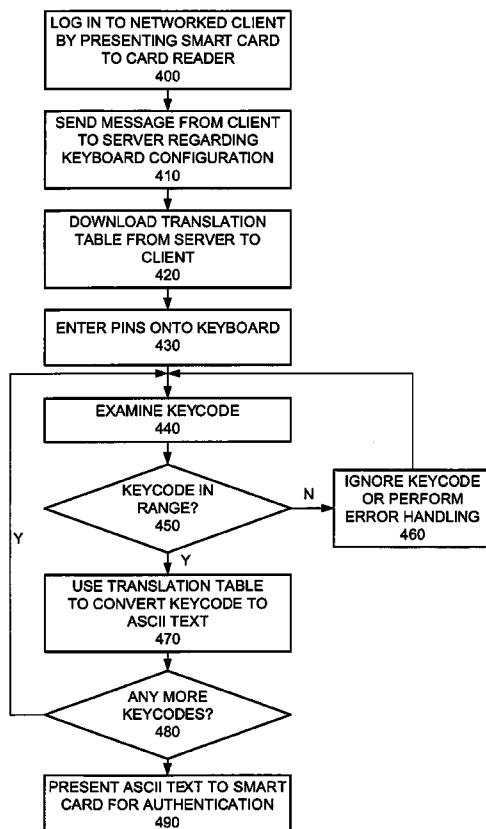 LOG IN TO NETWORKED CLIENT
BY PRESENTING SMART CARD
TO CARD READER
400
SEND MESSAGE FROM CLIENT
TO SERVER REGARDING
KEYBOARD CONFIGURATION
410
DOWNLOAD TRANSLATION
TABLE FROM SERVER TO
CLIENT
420
ENTER PINS ONTO KEYBOARD
430
EXAMINE KEYCODE
440
KEYCODE IN
RANGE?
450
N
IGNORE KEYCODE
OR PERFORM
ERROR HANDLING
460
Y
Y
USE TRANSLATION TABLE
TO CONVERT KEYCODE TO
ASCII TEXT
470
ANY MORE
KEYCODES?
480
PRESENT ASCII TEXT TO SMART
CARD FOR AUTHENTICATION
490